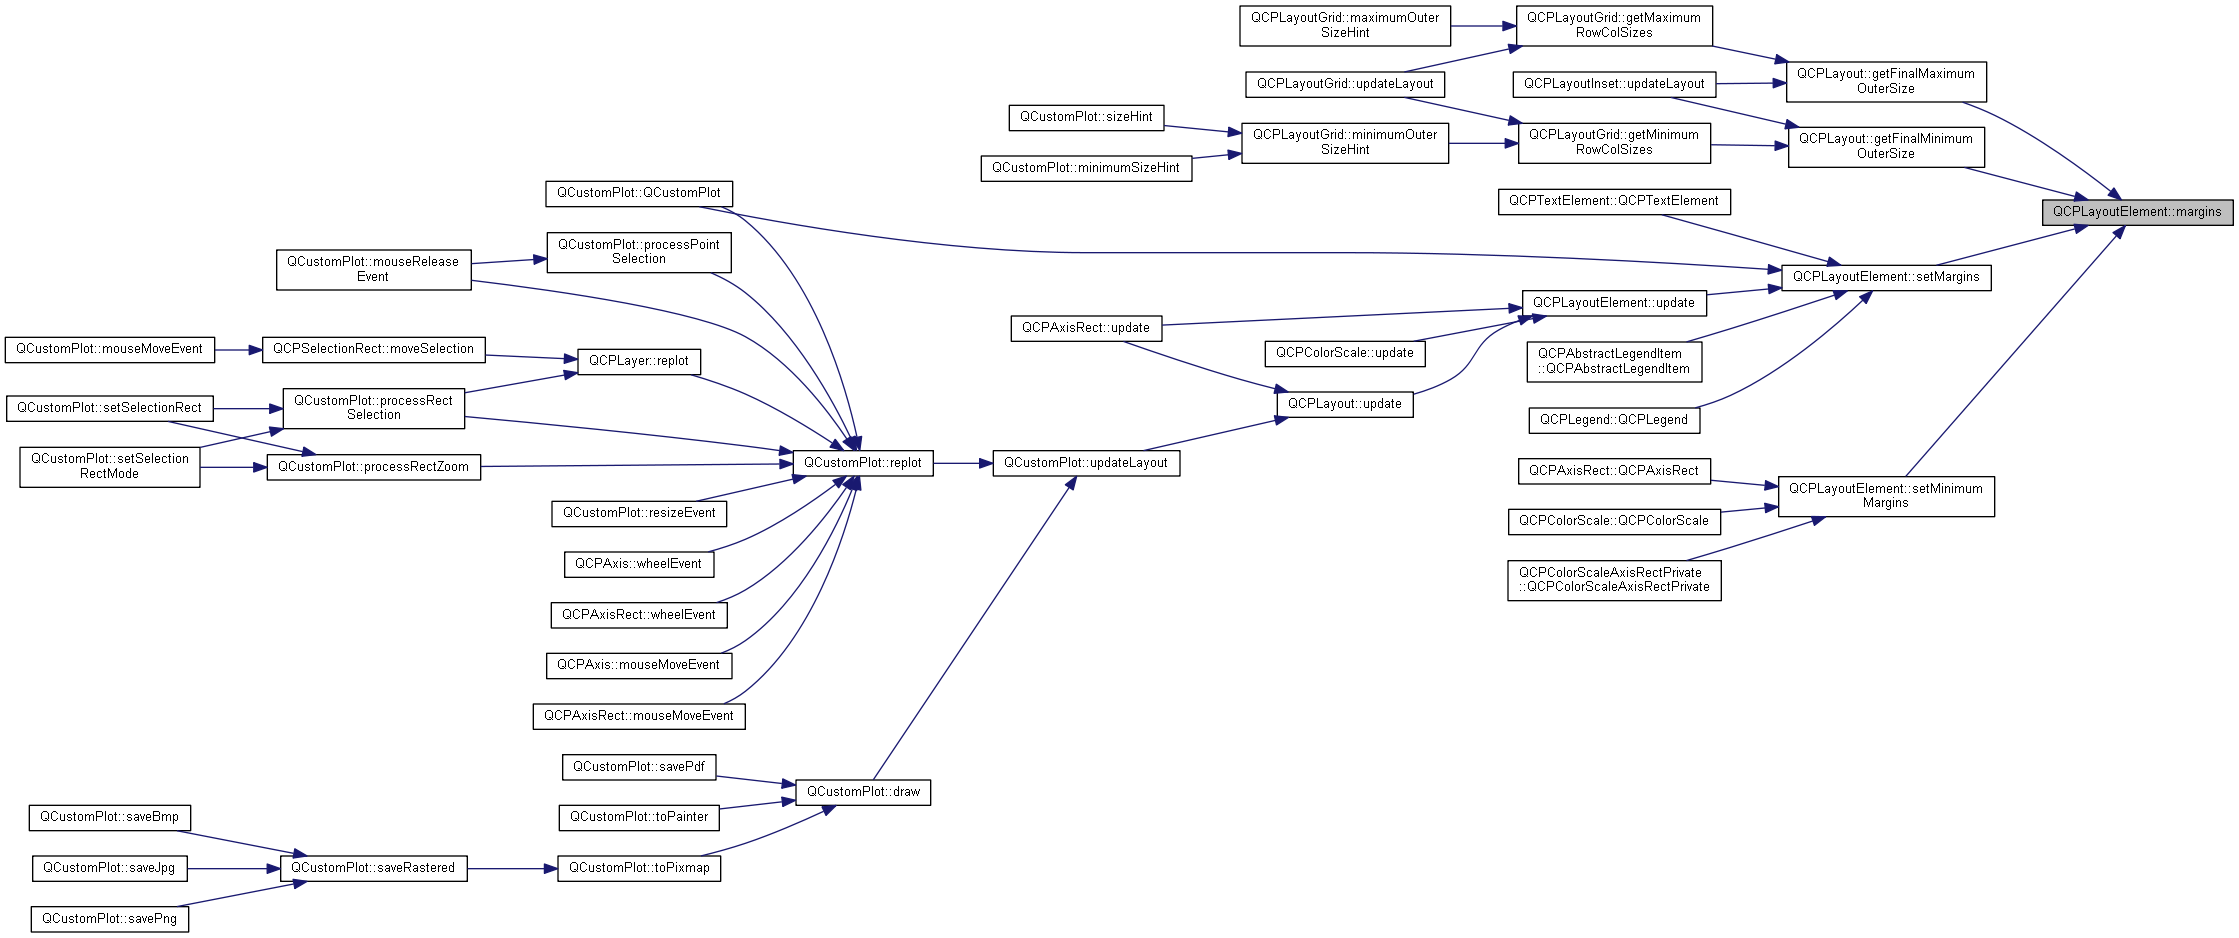 QCPLayoutGrid::maximumOuter
SizeHint
QCPLayoutGrid::getMaximum
RowColSizes
QCPLayoutGrid::updateLayout
QCPLayoutInset::updateLayout
QCPLayout::getFinalMaximum
OuterSize
QCustomPlot::sizeHint
QCPLayoutGrid::minimumOuter
SizeHint
QCPLayoutGrid::getMinimum
RowColSizes
QCPLayout::getFinalMinimum
OuterSize
QCustomPlot::minimumSizeHint
QCustomPlot::QCustomPlot
QCPTextElement::QCPTextElement
QCPLayoutElement::margins
QCustomPlot::mouseRelease
Event
QCustomPlot::processPoint
Selection
QCPLayoutElement::setMargins
QCPLayoutElement::update
QCPAxisRect::update
QCustomPlot::mouseMoveEvent
QCPSelectionRect::moveSelection
QCPLayer::replot
QCPColorScale::update
QCPAbstractLegendItem
::QCPAbstractLegendItem
QCustomPlot::setSelectionRect
QCustomPlot::processRect
Selection
QCPLayout::update
QCPLegend::QCPLegend
QCustomPlot::setSelection
RectMode
QCustomPlot::processRectZoom
QCustomPlot::replot
QCustomPlot::updateLayout
QCPAxisRect::QCPAxisRect
QCPLayoutElement::setMinimum
Margins
QCustomPlot::resizeEvent
QCPColorScale::QCPColorScale
QCPAxis::wheelEvent
QCPColorScaleAxisRectPrivate
::QCPColorScaleAxisRectPrivate
QCPAxisRect::wheelEvent
QCPAxis::mouseMoveEvent
QCPAxisRect::mouseMoveEvent
QCustomPlot::savePdf
QCustomPlot::draw
QCustomPlot::saveBmp
QCustomPlot::toPainter
QCustomPlot::saveJpg
QCustomPlot::saveRastered
QCustomPlot::toPixmap
QCustomPlot::savePng